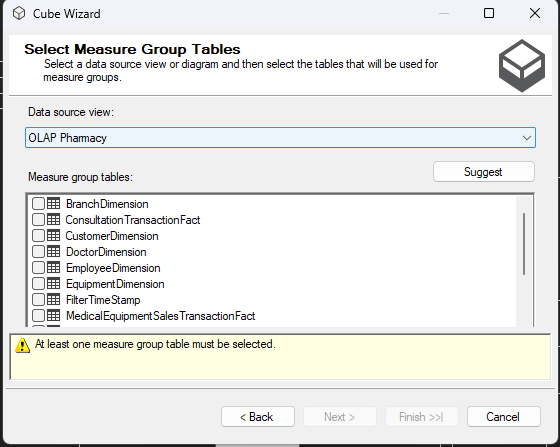 Cube Wizard
Select Measure Group Tables
Select a data source view or diagram and then select the tables that will be used for
measure groups.
Data source view:
OLAP Pharmacy
Measure group tables:
Suggest
BranchDimension
ConsultationTransactionFact
CustomerDimension
DoctorDimension
EmployeeDimension
EquipmentDimension
FilterTimeStamp
MedicalEquipmentSalesTransactionFact
At least one measure group table must be selected.
< Back
Next >
Finish >>|
Cancel